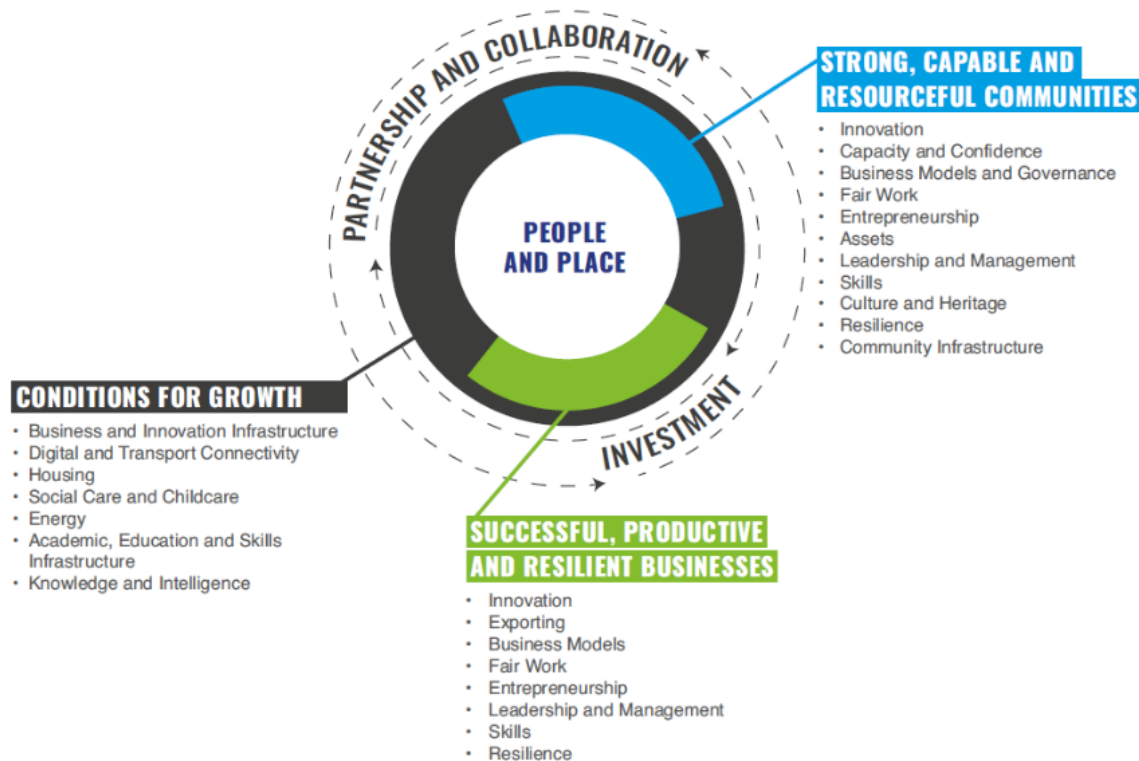 PARTNERSHIP AND COLLABORATION
STRONG, CAPABLE AND
RESOURCEFUL COMMUNITIES
• Innovation
• Capacity and Confidence
• Business Models and Governance
• Fair Work
• Entrepreneurship
• Assets
• Leadership and Management
• Skills
• Culture and Heritage
• Resilience
• Community Infrastructure
PEOPLE
AND PLACE
INVESTMENT
CONDITIONS FOR GROWTH
• Business and Innovation Infrastructure
• Digital and Transport Connectivity
• Housing
• Social Care and Childcare
• Energy
• Academic, Education and Skills
Infrastructure
• Knowledge and Intelligence
SUCCESSFUL, PRODUCTIVE
AND RESILIENT BUSINESSES
• Innovation
• Exporting
• Business Models
• Fair Work
• Entrepreneurship
• Leadership and Management
• Skills
• Resilience